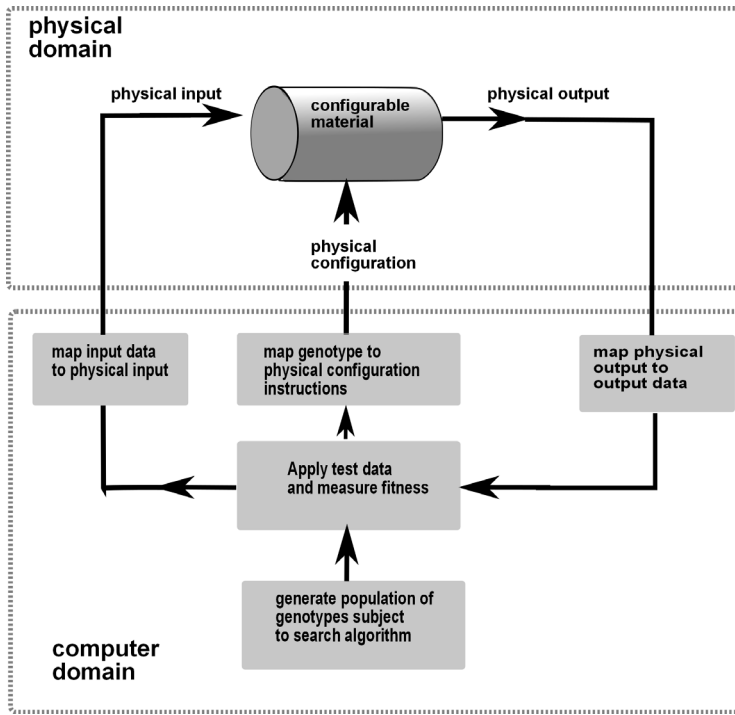 physical
domain
physical input
configurable
material
physical output
physical
configuration
map input data
to physical input
map genotype to
physical configuration
instructions
map physical
output to
output data
Apply test data
and measure fitness
generate population of
genotypes subject
to search algorithm
computer
domain